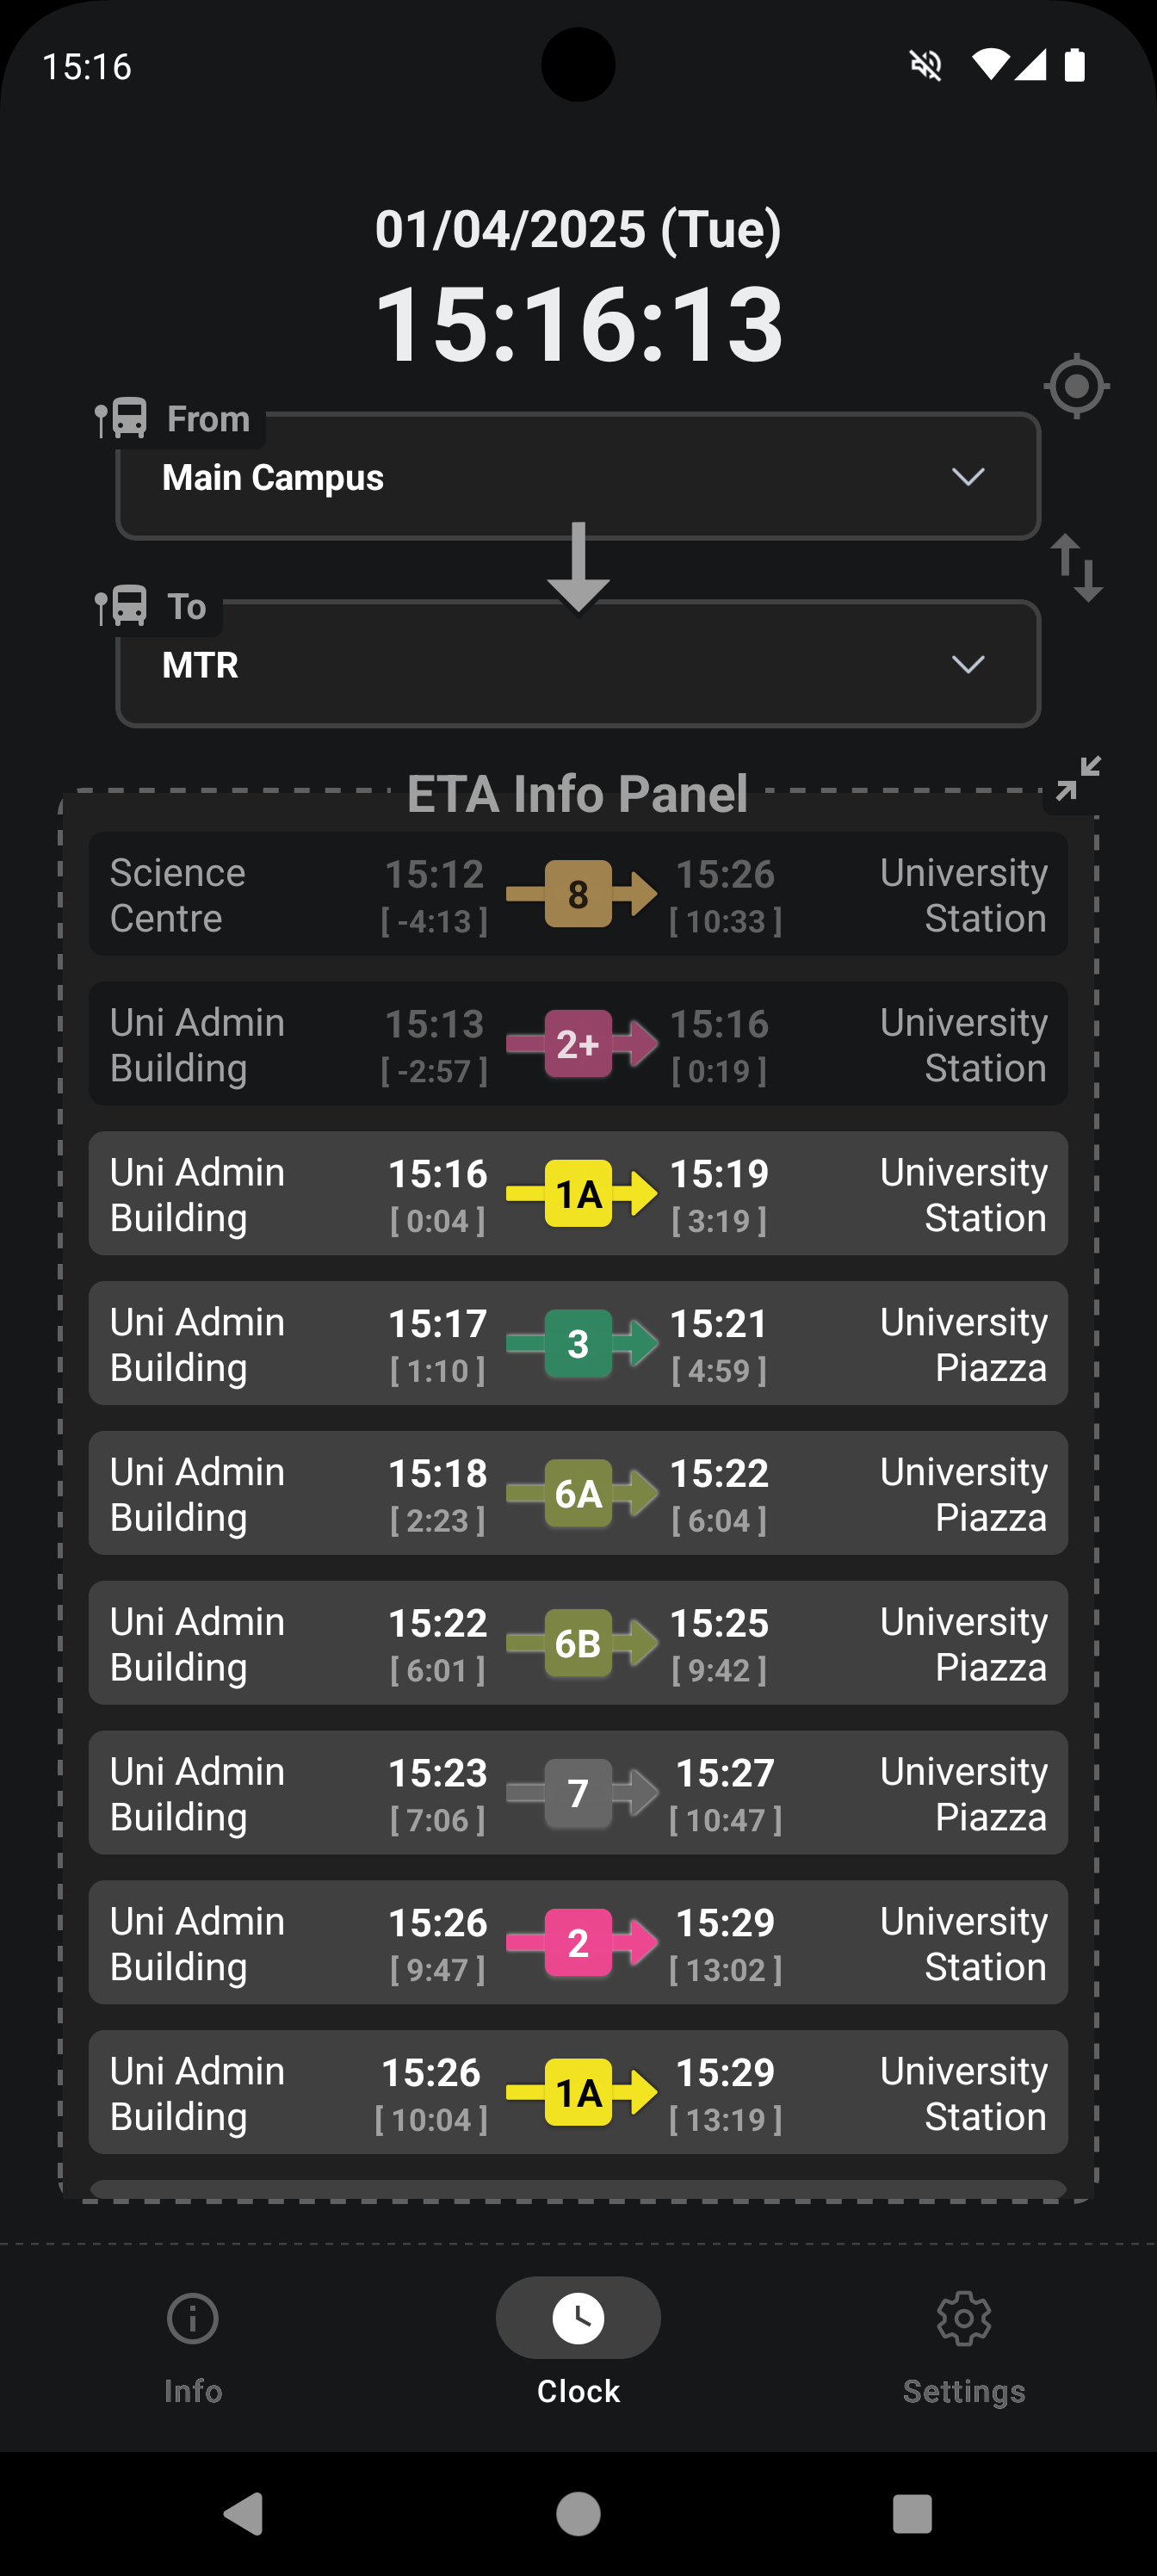 15:16
01/04/2025 (Tue)
15:16:13
From
Main Campus
To
MTR
ETA Info Panel
Science Centre 15:12 [ -4:13 ] 8 15:26 [ 10:33 ] University Station
Uni Admin Building 15:13 [ -2:57 ] 2+ 15:16 [ 0:19 ] University Station
Uni Admin Building 15:16 [ 0:04 ] 1A 15:19 [ 3:19 ] University Station
Uni Admin Building 15:17 [ 1:10 ] 3 15:21 [ 4:59 ] University Piazza
Uni Admin Building 15:18 [ 2:23 ] 6A 15:22 [ 6:04 ] University Piazza
Uni Admin Building 15:22 [ 6:01 ] 6B 15:25 [ 9:42 ] University Piazza
Uni Admin Building 15:23 [ 7:06 ] 7 15:27 [ 10:47 ] University Piazza
Uni Admin Building 15:26 [ 9:47 ] 2 15:29 [ 13:02 ] University Station
Uni Admin Building 15:26 [ 10:04 ] 1A 15:29 [ 13:19 ] University Station
Info
Clock
Settings